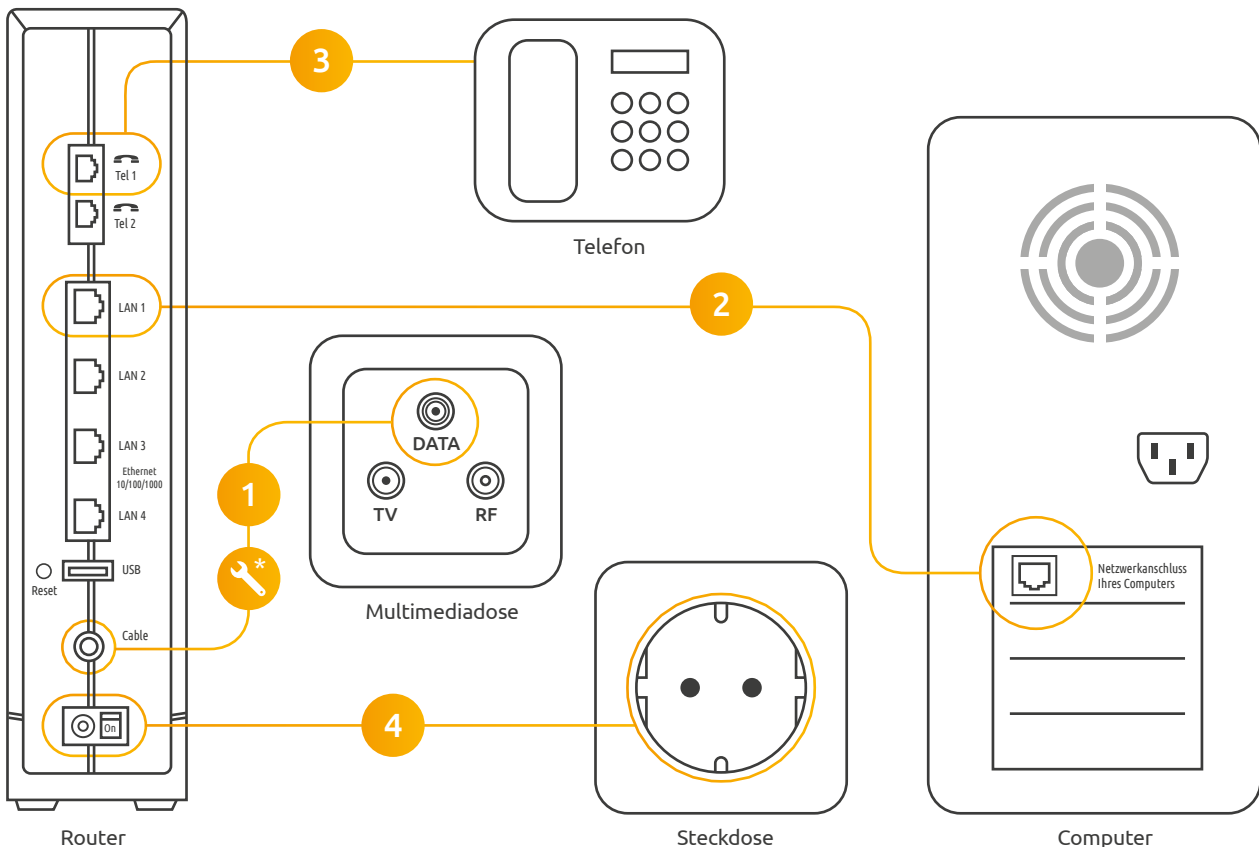 3
Tel 1
Tel 2
Telefon
LAN 1
2
LAN 2
DATA
LAN 3
Ethernet
10/100/1000
1
TV
RF
LAN 4
USB
Reset
*
Netzwerkanschluss
Ihres Computers
Multimediadose
Cable
On
4
Router
Steckdose
Computer